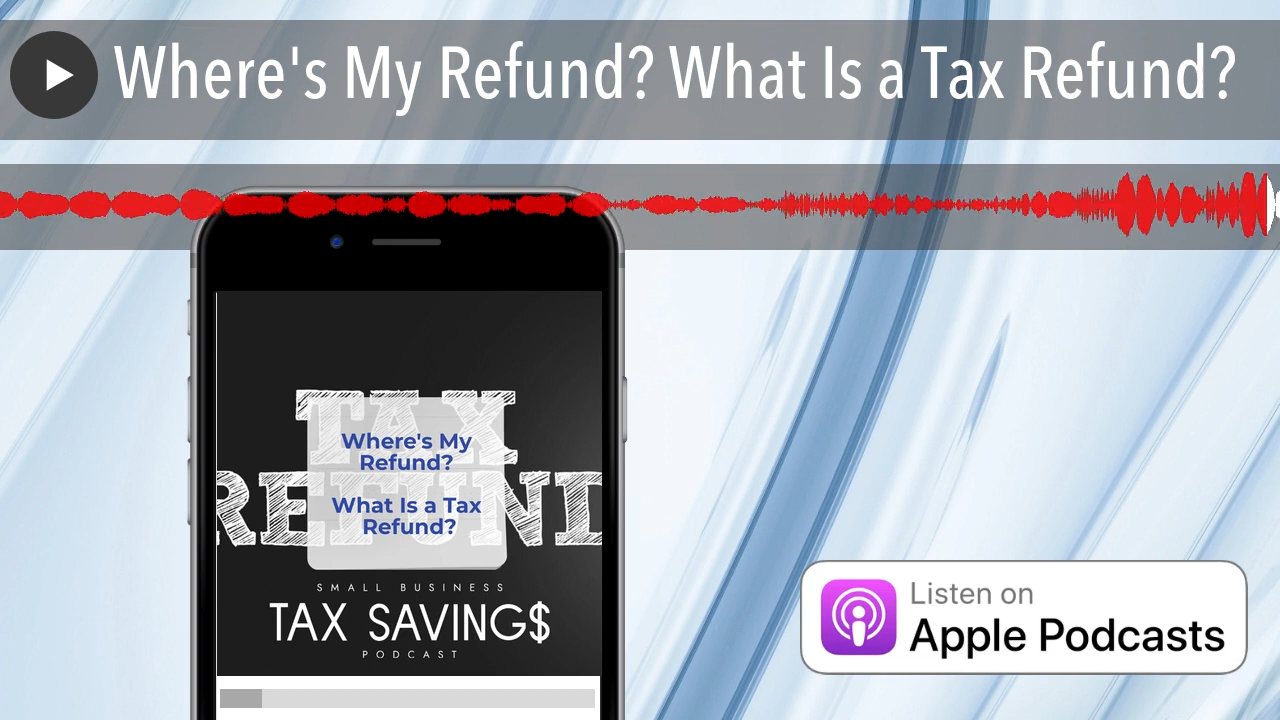 Where's My Refund? What Is a Tax Refund?
TAX
Where's My
Refund?
REFUND
What Is a Tax
Refund?
SMALL BUSINESS
TAX SAVING$
PODCAST
Listen on
Apple Podcasts